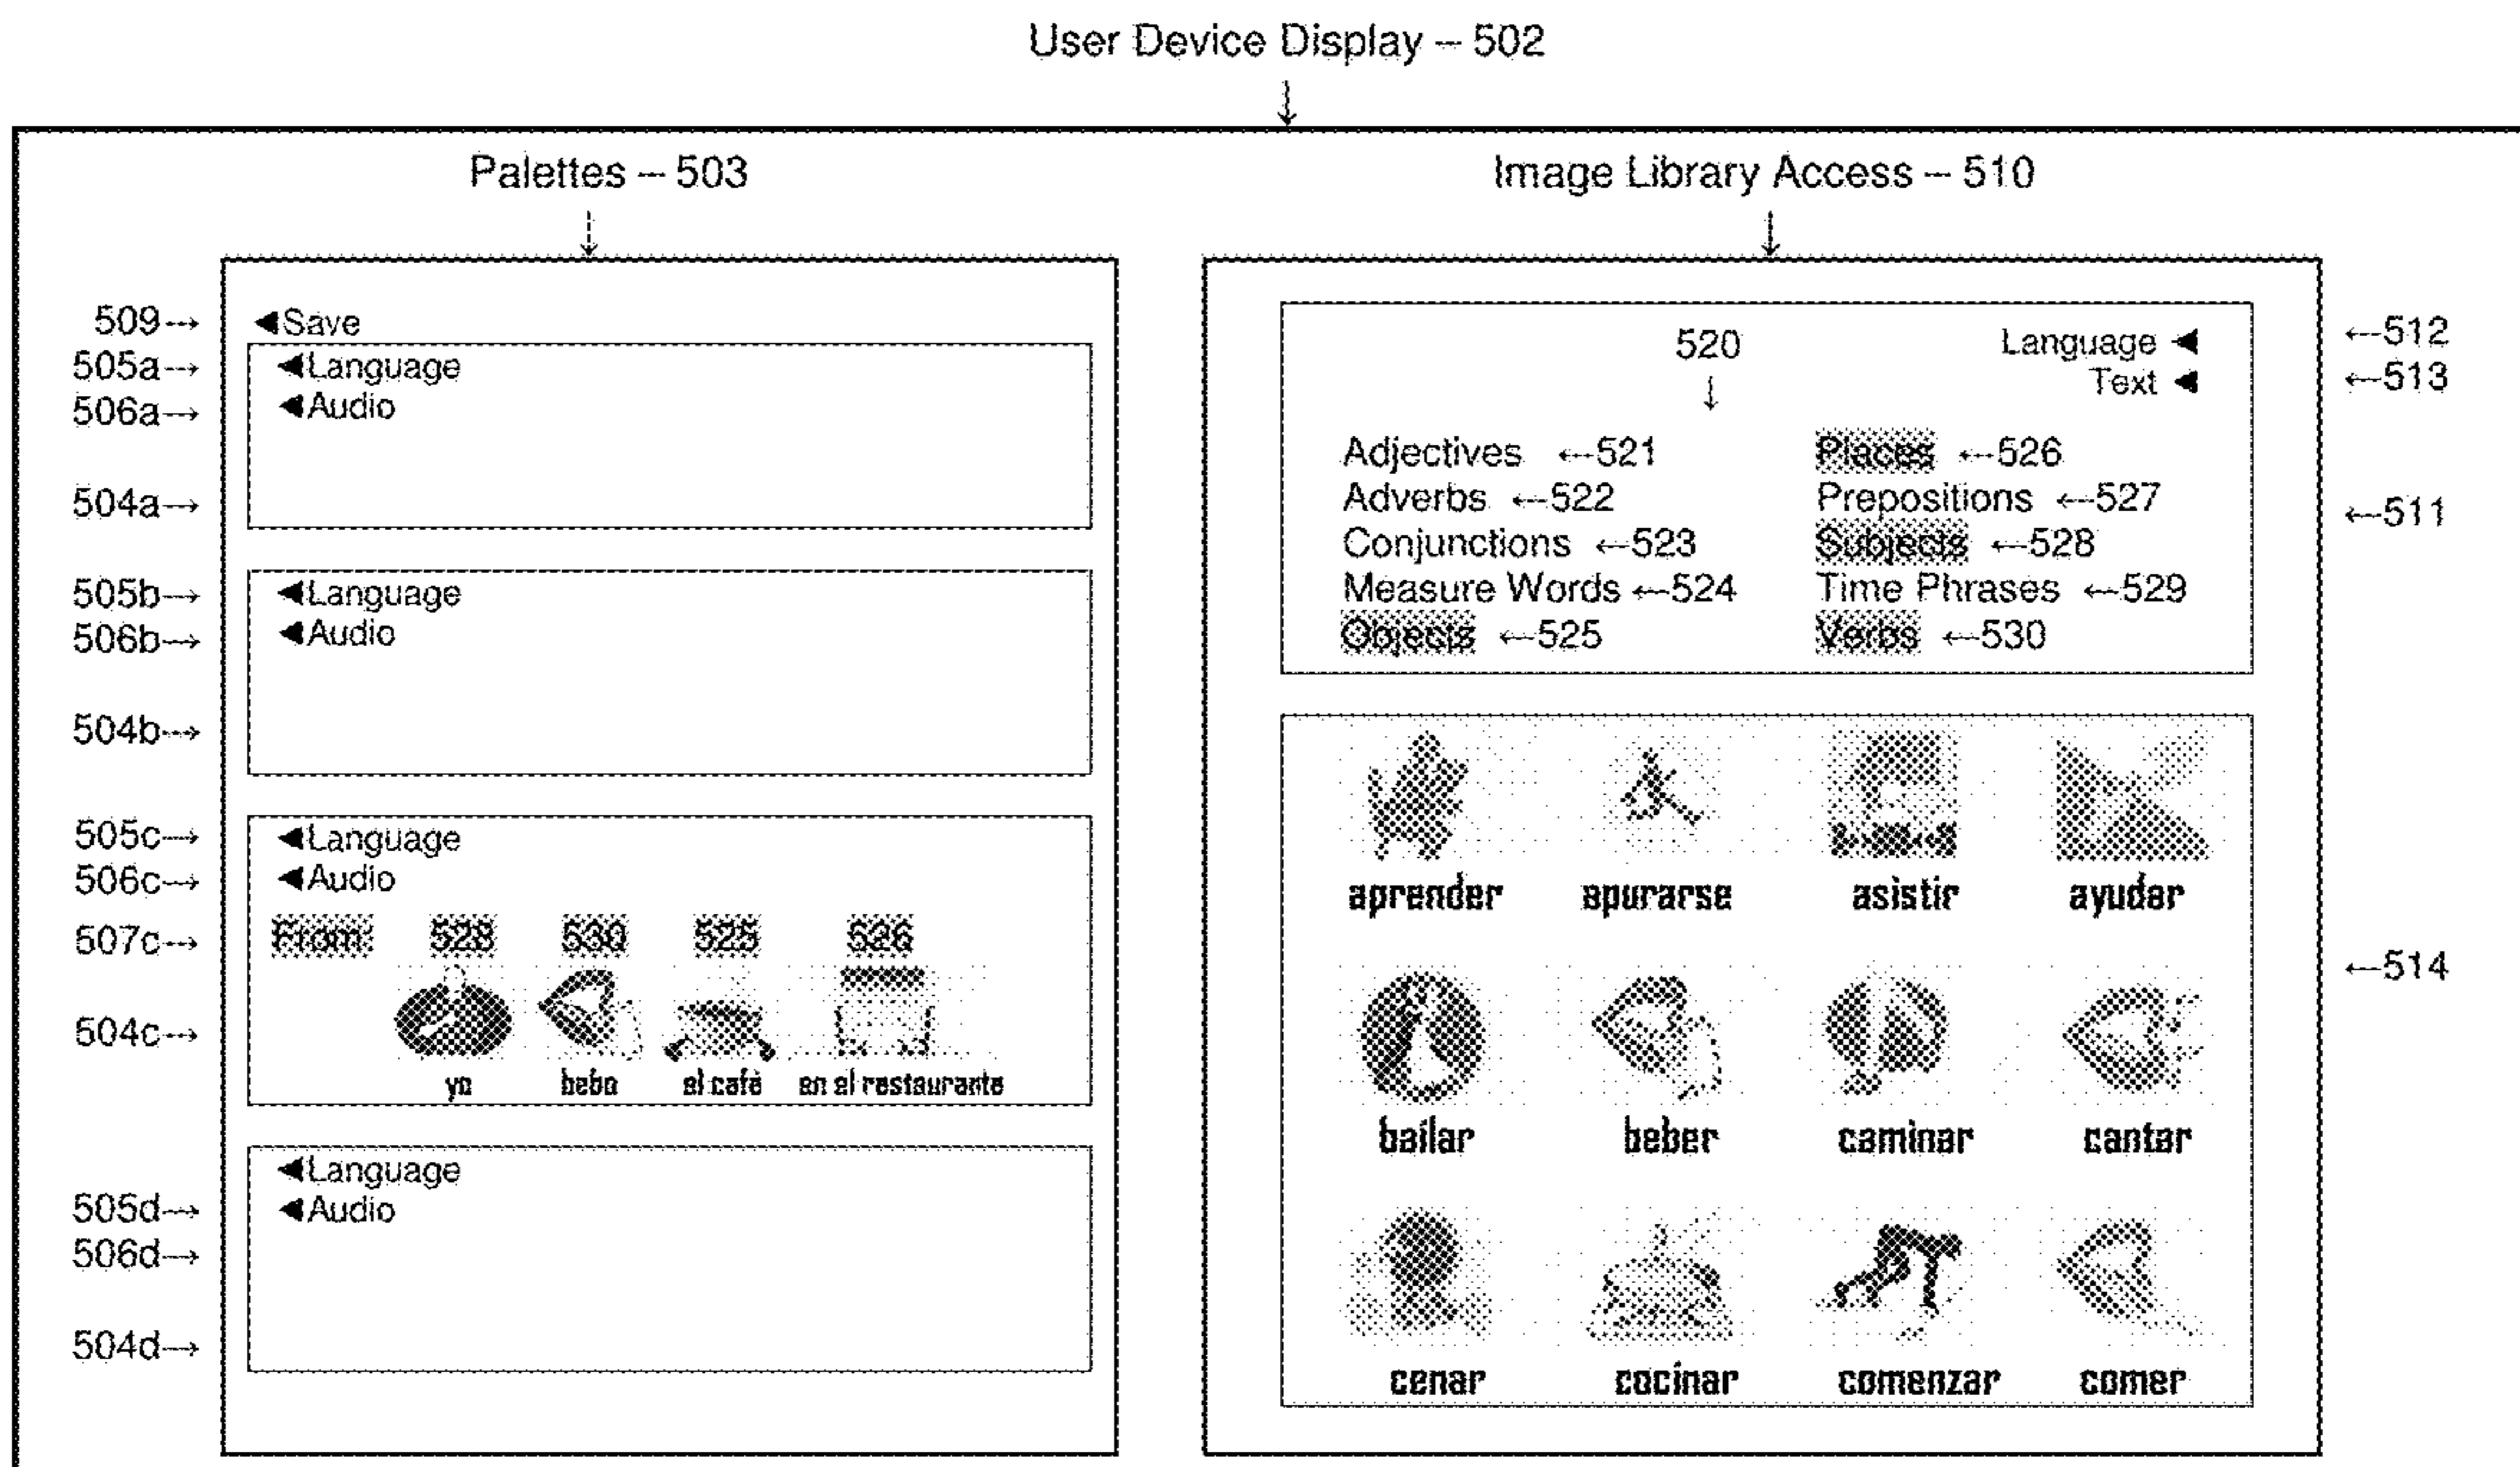 User Device Display – 502
↓
Palettes – 503
↓
509→ ◄Save
505a→ ◄Language
506a→ ◄Audio
504a→
505b→ ◄Language
506b→ ◄Audio
504b→
505c→ ◄Language
506c→ ◄Audio
507c→ From: 528 530 525 526
504c→
yo bebo el café en el restaurante
◄Language
505d→ ◄Audio
506d→
504d→
Image Library Access – 510
↓
520 Language ◄ ←512
↓ Text ◄ ←513
Adjectives ←521 Places ←526
Adverbs ←522 Prepositions ←527 ←511
Conjunctions ←523 Subjects ←528
Measure Words ←524 Time Phrases ←529
Objects ←525 Verbs ←530
aprender apurarse asistir ayudar
←514
bailar beber caminar cantar
cenar cocinar comenzar comer